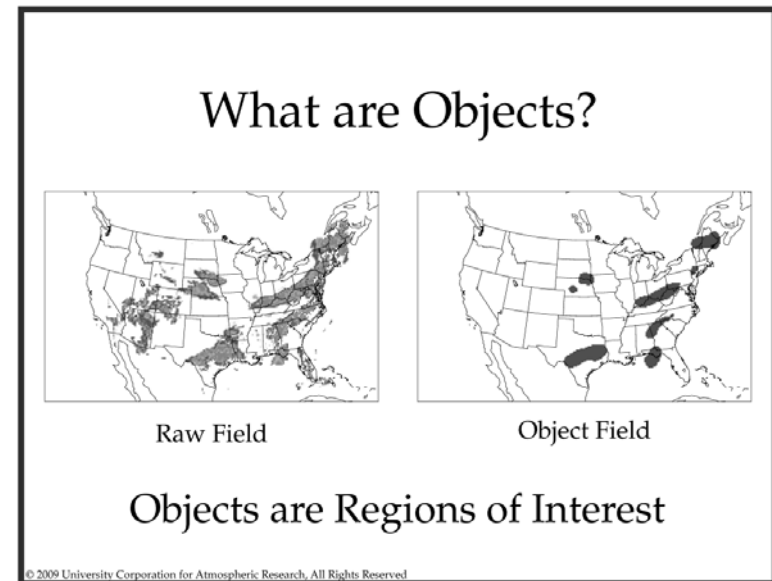 What are Objects?
Raw Field
Object Field
Objects are Regions of Interest
© 2009 University Corporation for Atmospheric Research, All Rights Reserved